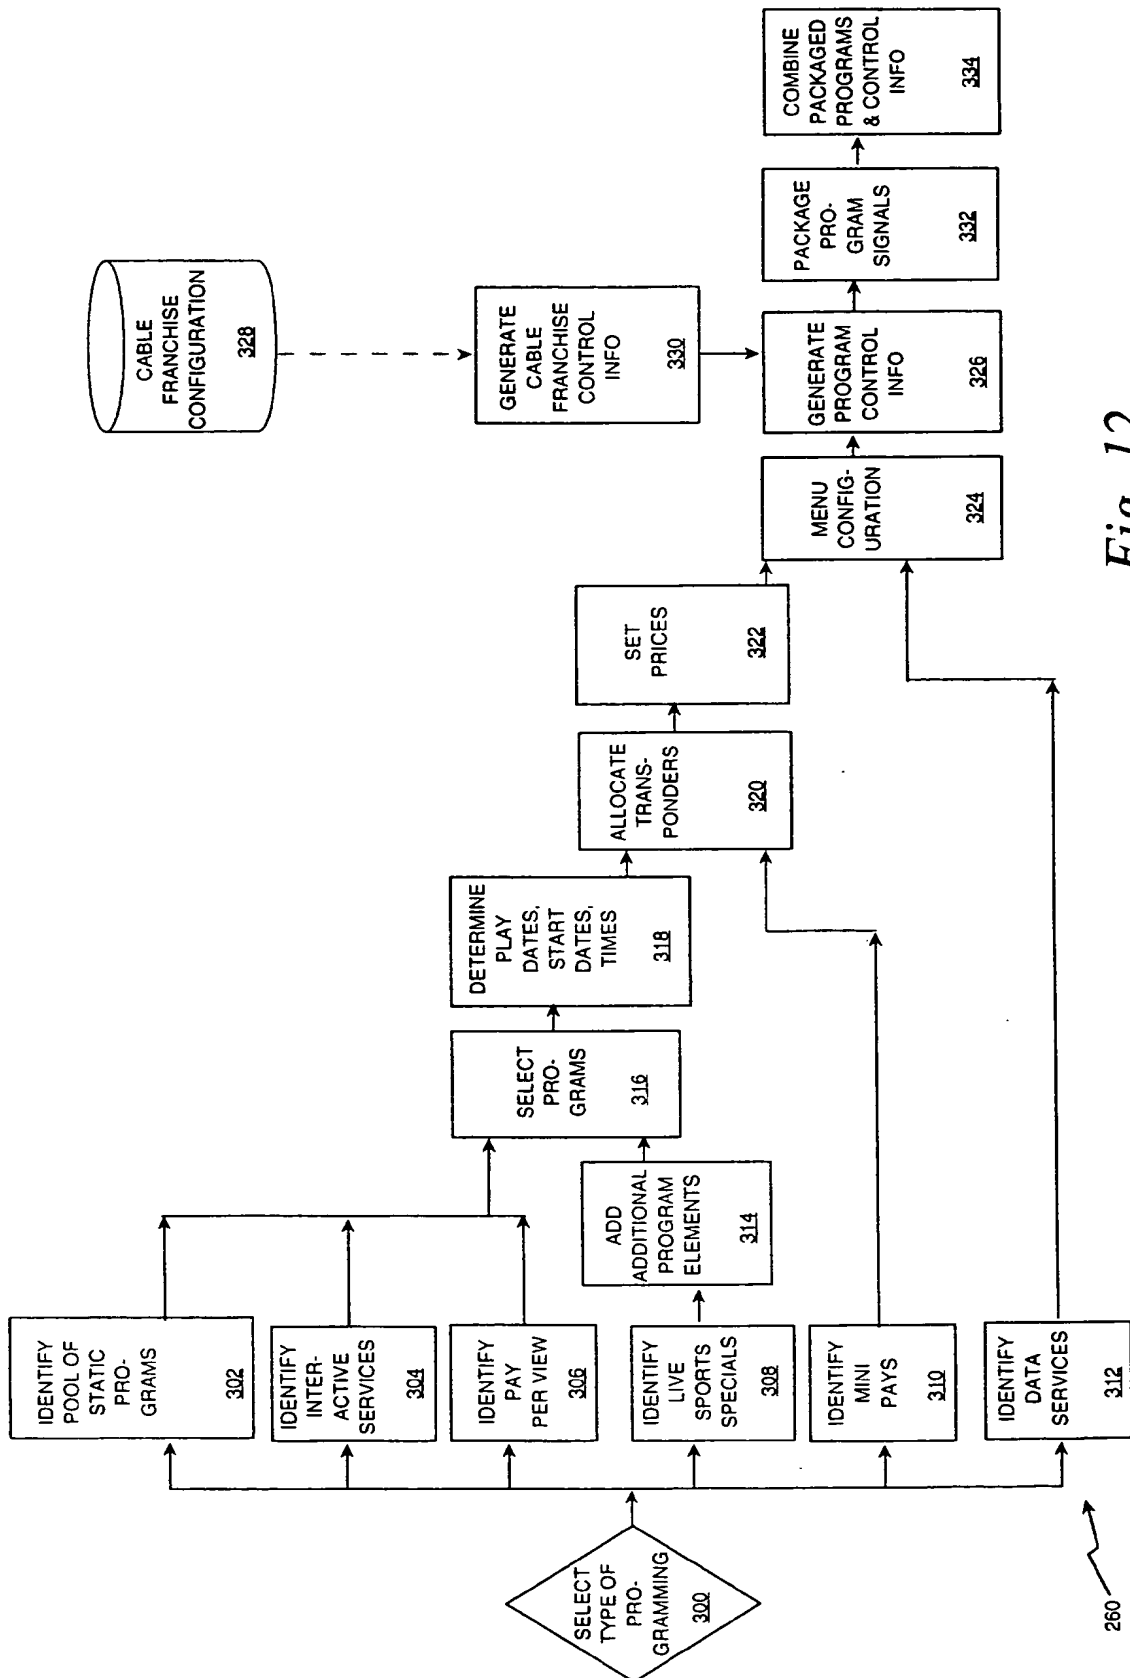 SELECT
TYPE OF
PRO-
GRAMMING
300
IDENTIFY
POOL OF
STATIC
PRO-
GRAMS
302
IDENTIFY
INTER-
ACTIVE
SERVICES
304
IDENTIFY
PAY
PER VIEW
306
IDENTIFY
LIVE
SPORTS
SPECIALS
308
IDENTIFY
MINI
PAYS
310
IDENTIFY
DATA
SERVICES
312
ADD
ADDITIONAL
PROGRAM
ELEMENTS
314
SELECT
PRO-
GRAMS
316
DETERMINE
PLAY
DATES,
START
DATES,
TIMES
318
ALLOCATE
TRANS-
PONDERS
320
SET
PRICES
322
MENU
CONFIG-
URATION
324
CABLE
FRANCHISE
CONFIGURATION
328
GENERATE
CABLE
FRANCHISE
CONTROL
INFO
330
GENERATE
PROGRAM
CONTROL
INFO
326
PACKAGE
PRO-
GRAM
SIGNALS
332
COMBINE
PACKAGED
PROGRAMS
& CONTROL
INFO
334
260
Fig. 12